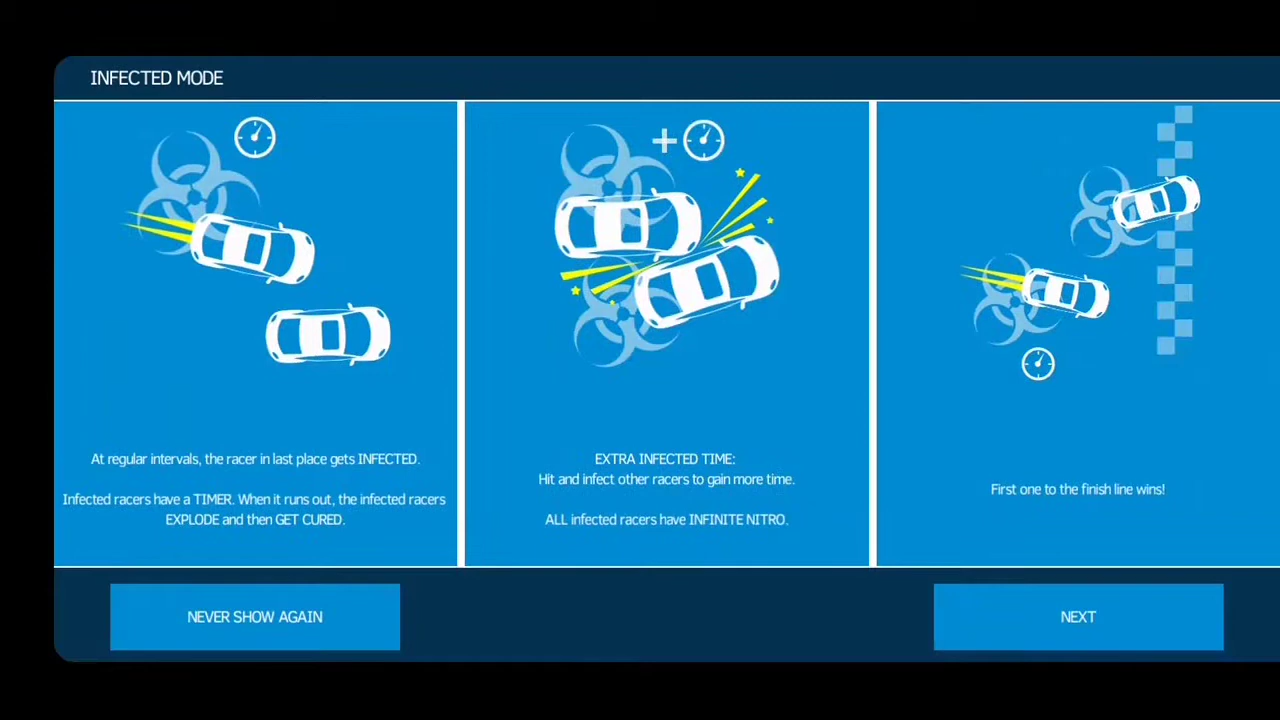 INFECTED MODE
At regular intervals, the racer in last place gets INFECTED.
Infected racers have a TIMER. When it runs out, the infected racers
EXPLODE and then GET CURED.
EXTRA INFECTED TIME:
Hit and infect other racers to gain more time.
ALL infected racers have INFINITE NITRO.
First one to the finish line wins!
NEVER SHOW AGAIN
NEXT